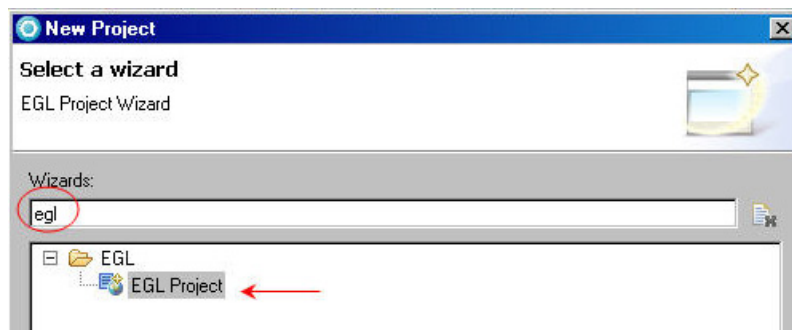 New Project
Select a wizard
EGL Project Wizard
Wizards:
egl
EGL
EGL Project